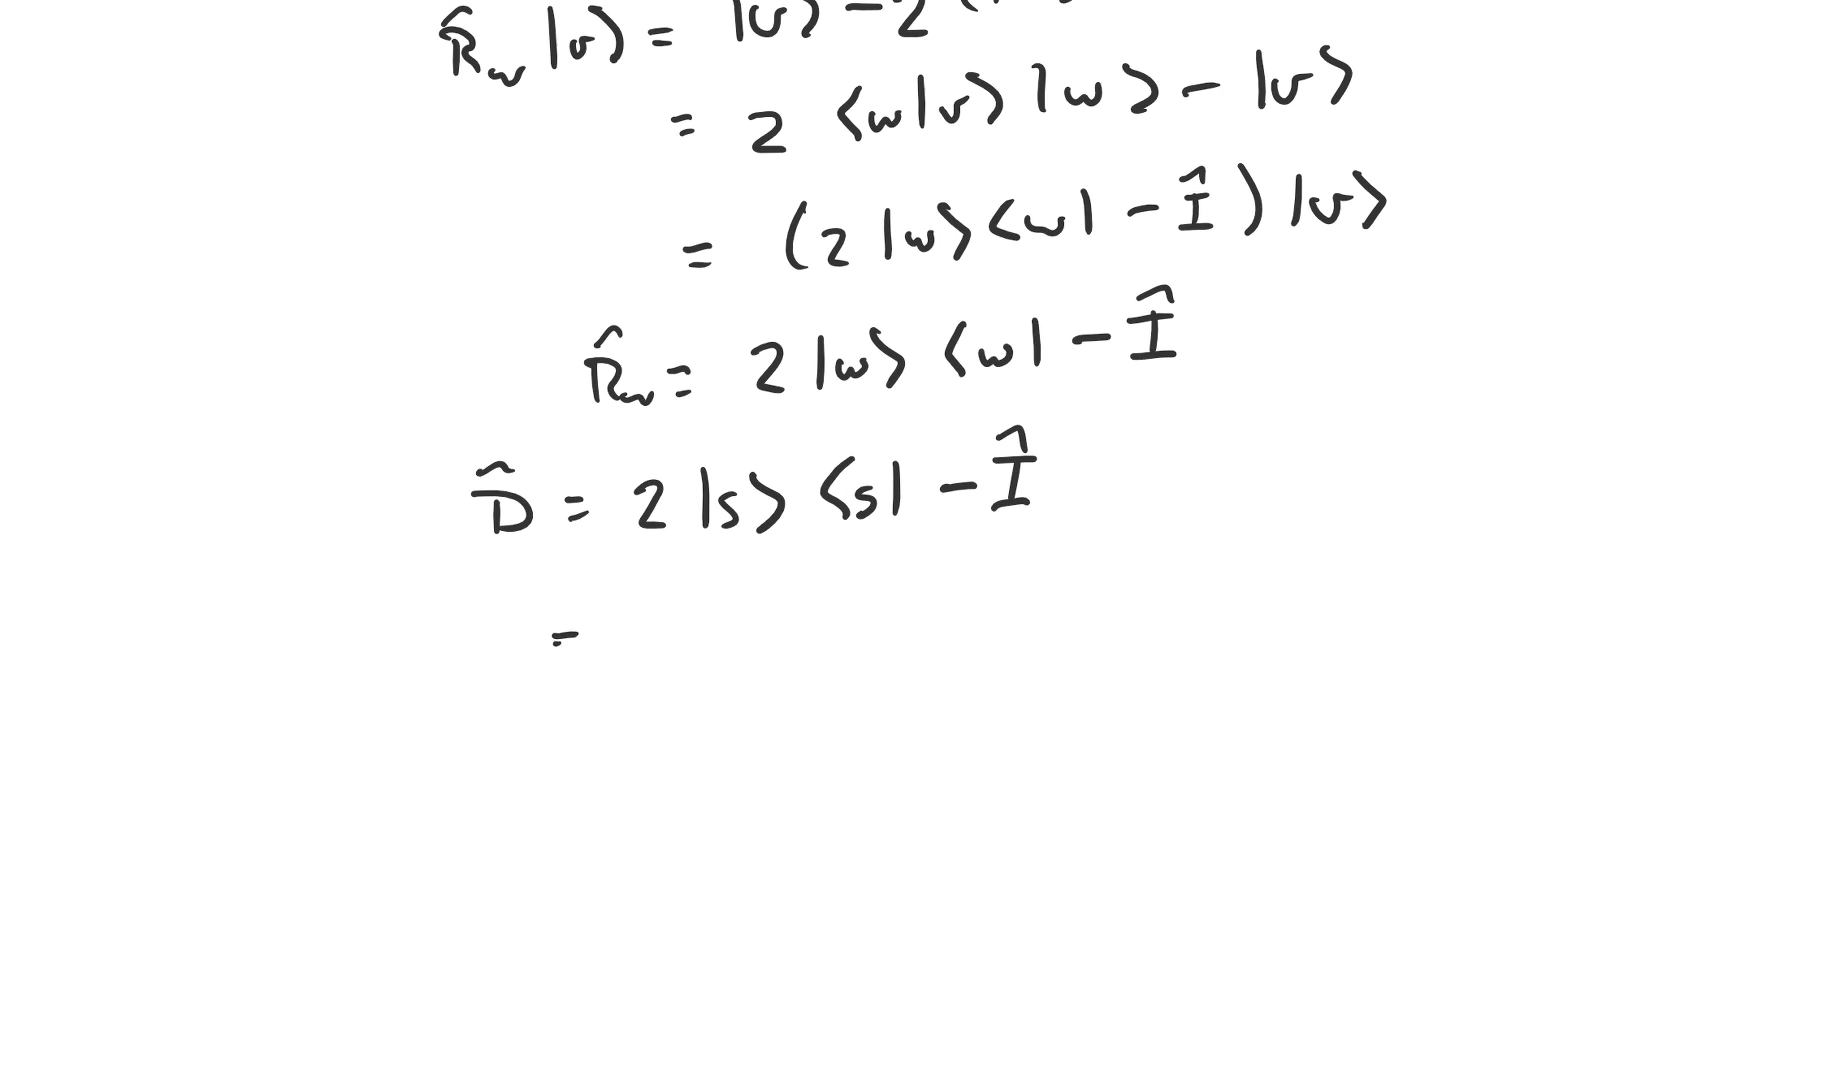 R̂_w |v⟩ = |v⟩ - 2 (
= 2 ⟨w|v⟩ |w⟩ - |v⟩
= (2 |w⟩⟨w| - Î) |v⟩
R̂_w = 2 |w⟩ ⟨w| - Î
D̂ = 2 |s⟩ ⟨s| - Î
=